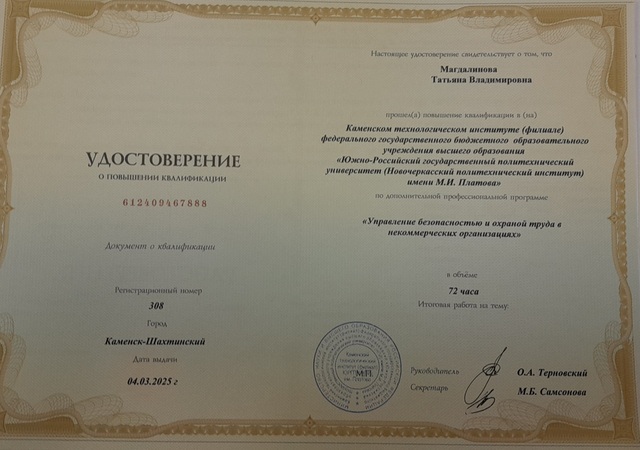 УДОСТОВЕРЕНИЕ
О ПОВЫШЕНИИ КВАЛИФИКАЦИИ
612409467888
Документ о квалификации
Регистрационный номер
308
Город
Каменск-Шахтинский
Дата выдачи
04.03.2025 г
Настоящее удостоверение свидетельствует о том, что
Магдалинова
Татьяна Владимировна
прошел(а) повышение квалификации в (на)
Каменском технологическом институте (филиале)
федерального государственного бюджетного образовательного
учреждения высшего образования
«Южно-Российский государственный политехнический
университет (Новочеркасский политехнический институт)
имени М.И. Платова»
по дополнительной профессиональной программе
«Управление безопасностью и охраной труда в
некоммерческих организациях»
в объёме
72 часа
Итоговая работа на тему:
М.П.
Руководитель О.А. Терновский
Секретарь М.Б. Самсонова